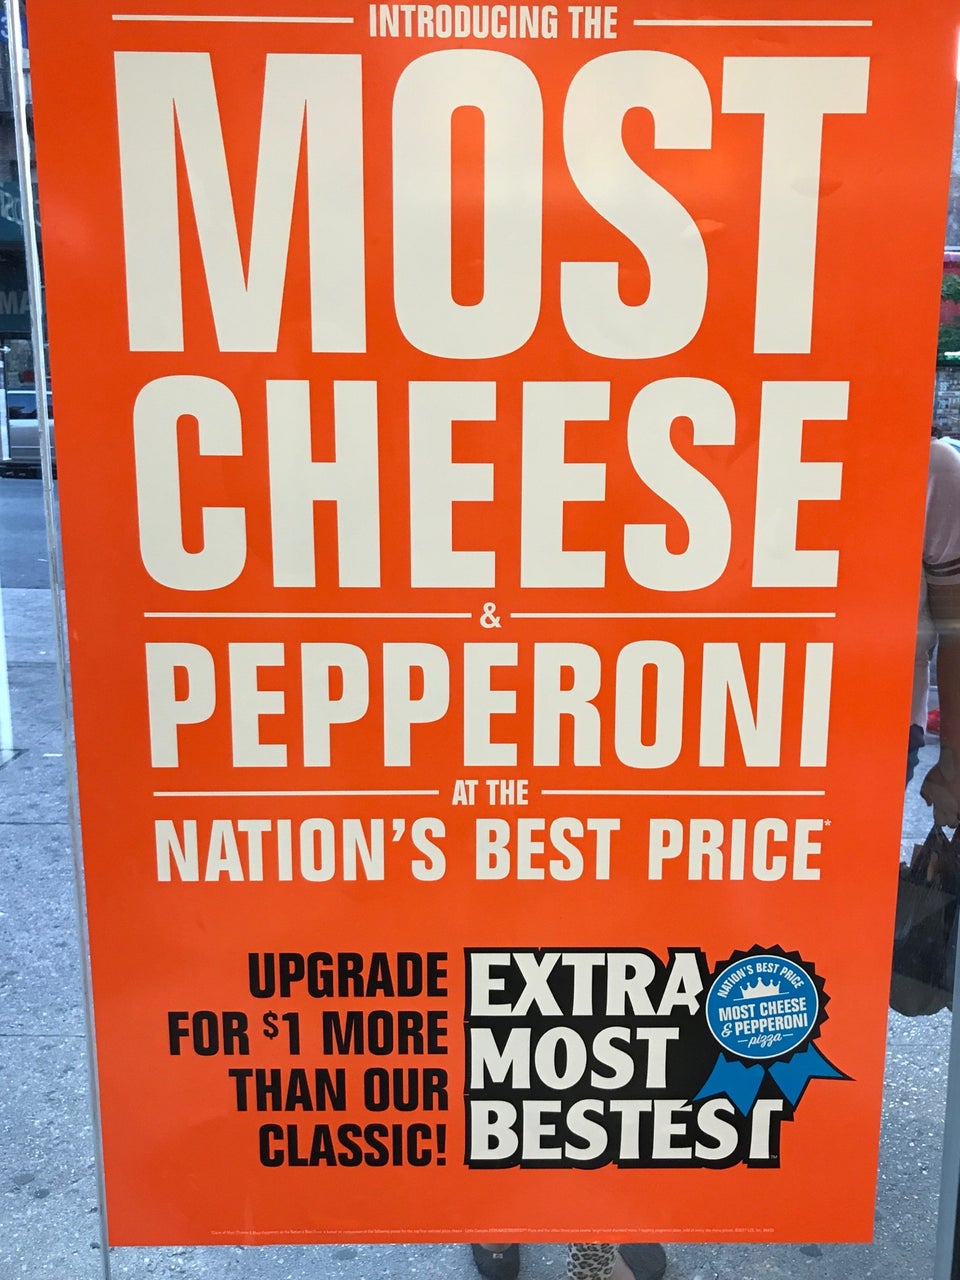 INTRODUCING THE
MOST
CHEESE
&
PEPPERONI
AT THE
NATION'S BEST PRICE*
UPGRADE
FOR $1 MORE
THAN OUR
CLASSIC!
EXTRA
MOST
BESTEST
NATION'S BEST PRICE
MOST CHEESE
& PEPPERONI
pizza